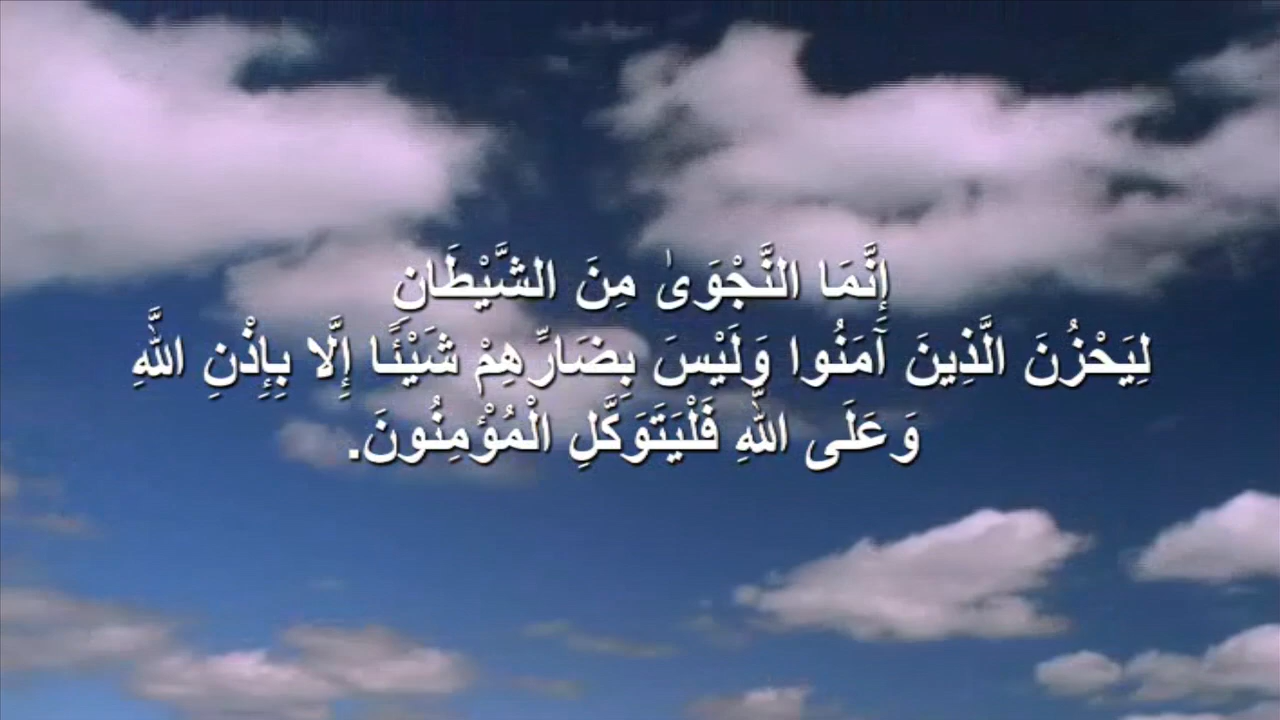 إِنَّمَا النَّجْوَىٰ مِنَ الشَّيْطَانِ
لِيَحْزُنَ الَّذِينَ آمَنُوا وَلَيْسَ بِضَارِّهِمْ شَيْئًا إِلَّا بِإِذْنِ اللَّهِ
وَعَلَى اللَّهِ فَلْيَتَوَكَّلِ الْمُؤْمِنُونَ.